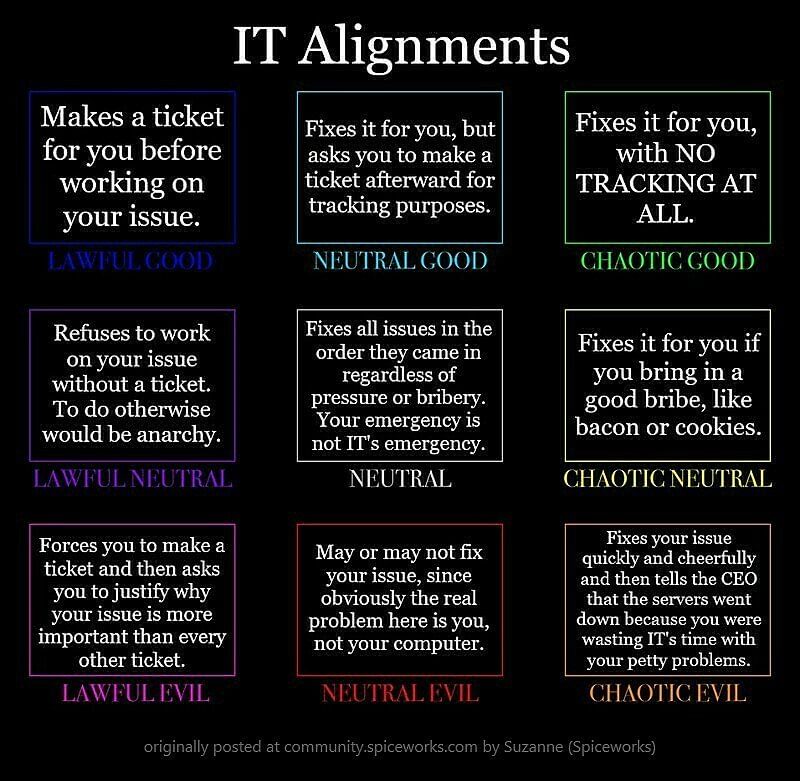 IT Alignments
Makes a ticket
for you before
working on
your issue.
LAWFUL GOOD
Fixes it for you, but
asks you to make a
ticket afterward for
tracking purposes.
NEUTRAL GOOD
Fixes it for you,
with NO
TRACKING AT
ALL.
CHAOTIC GOOD
Refuses to work
on your issue
without a ticket.
To do otherwise
would be anarchy.
LAWFUL NEUTRAL
Fixes all issues in the
order they came in
regardless of
pressure or bribery.
Your emergency is
not IT's emergency.
NEUTRAL
Fixes it for you if
you bring in a
good bribe, like
bacon or cookies.
CHAOTIC NEUTRAL
Forces you to make a
ticket and then asks
you to justify why
your issue is more
important than every
other ticket.
LAWFUL EVIL
May or may not fix
your issue, since
obviously the real
problem here is you,
not your computer.
NEUTRAL EVIL
Fixes your issue
quickly and cheerfully
and then tells the CEO
that the servers went
down because you were
wasting IT's time with
your petty problems.
CHAOTIC EVIL
originally posted at community.spiceworks.com by Suzanne (Spiceworks)